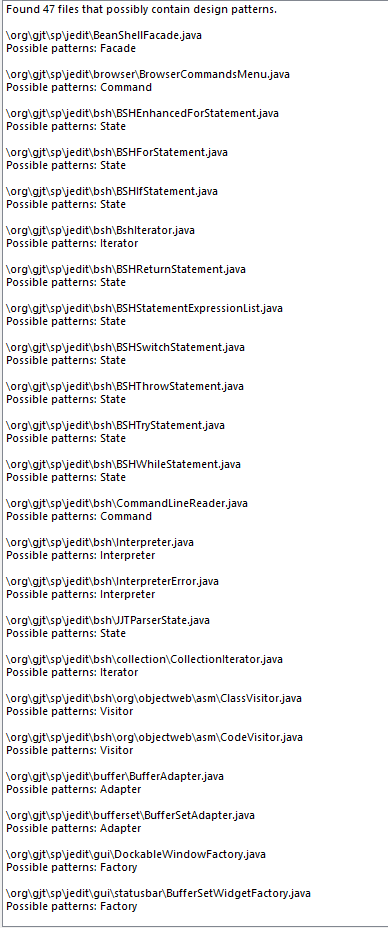 Found 47 files that possibly contain design patterns.
\org\gjt\sp\jedit\BeanShellFacade.java
Possible patterns: Facade
\org\gjt\sp\jedit\browser\BrowserCommandsMenu.java
Possible patterns: Command
\org\gjt\sp\jedit\bsh\BSHEnhancedForStatement.java
Possible patterns: State
\org\gjt\sp\jedit\bsh\BSHForStatement.java
Possible patterns: State
\org\gjt\sp\jedit\bsh\BSHIfStatement.java
Possible patterns: State
\org\gjt\sp\jedit\bsh\BshIterator.java
Possible patterns: Iterator
\org\gjt\sp\jedit\bsh\BSHReturnStatement.java
Possible patterns: State
\org\gjt\sp\jedit\bsh\BSHStatementExpressionList.java
Possible patterns: State
\org\gjt\sp\jedit\bsh\BSHSwitchStatement.java
Possible patterns: State
\org\gjt\sp\jedit\bsh\BSHThrowStatement.java
Possible patterns: State
\org\gjt\sp\jedit\bsh\BSHTryStatement.java
Possible patterns: State
\org\gjt\sp\jedit\bsh\BSHWhileStatement.java
Possible patterns: State
\org\gjt\sp\jedit\bsh\CommandLineReader.java
Possible patterns: Command
\org\gjt\sp\jedit\bsh\Interpreter.java
Possible patterns: Interpreter
\org\gjt\sp\jedit\bsh\InterpreterError.java
Possible patterns: Interpreter
\org\gjt\sp\jedit\bsh\JJTParserState.java
Possible patterns: State
\org\gjt\sp\jedit\bsh\collection\CollectionIterator.java
Possible patterns: Iterator
\org\gjt\sp\jedit\bsh\org\objectweb\asm\ClassVisitor.java
Possible patterns: Visitor
\org\gjt\sp\jedit\bsh\org\objectweb\asm\CodeVisitor.java
Possible patterns: Visitor
\org\gjt\sp\jedit\buffer\BufferAdapter.java
Possible patterns: Adapter
\org\gjt\sp\jedit\bufferset\BufferSetAdapter.java
Possible patterns: Adapter
\org\gjt\sp\jedit\gui\DockableWindowFactory.java
Possible patterns: Factory
\org\gjt\sp\jedit\gui\statusbar\BufferSetWidgetFactory.java
Possible patterns: Factory